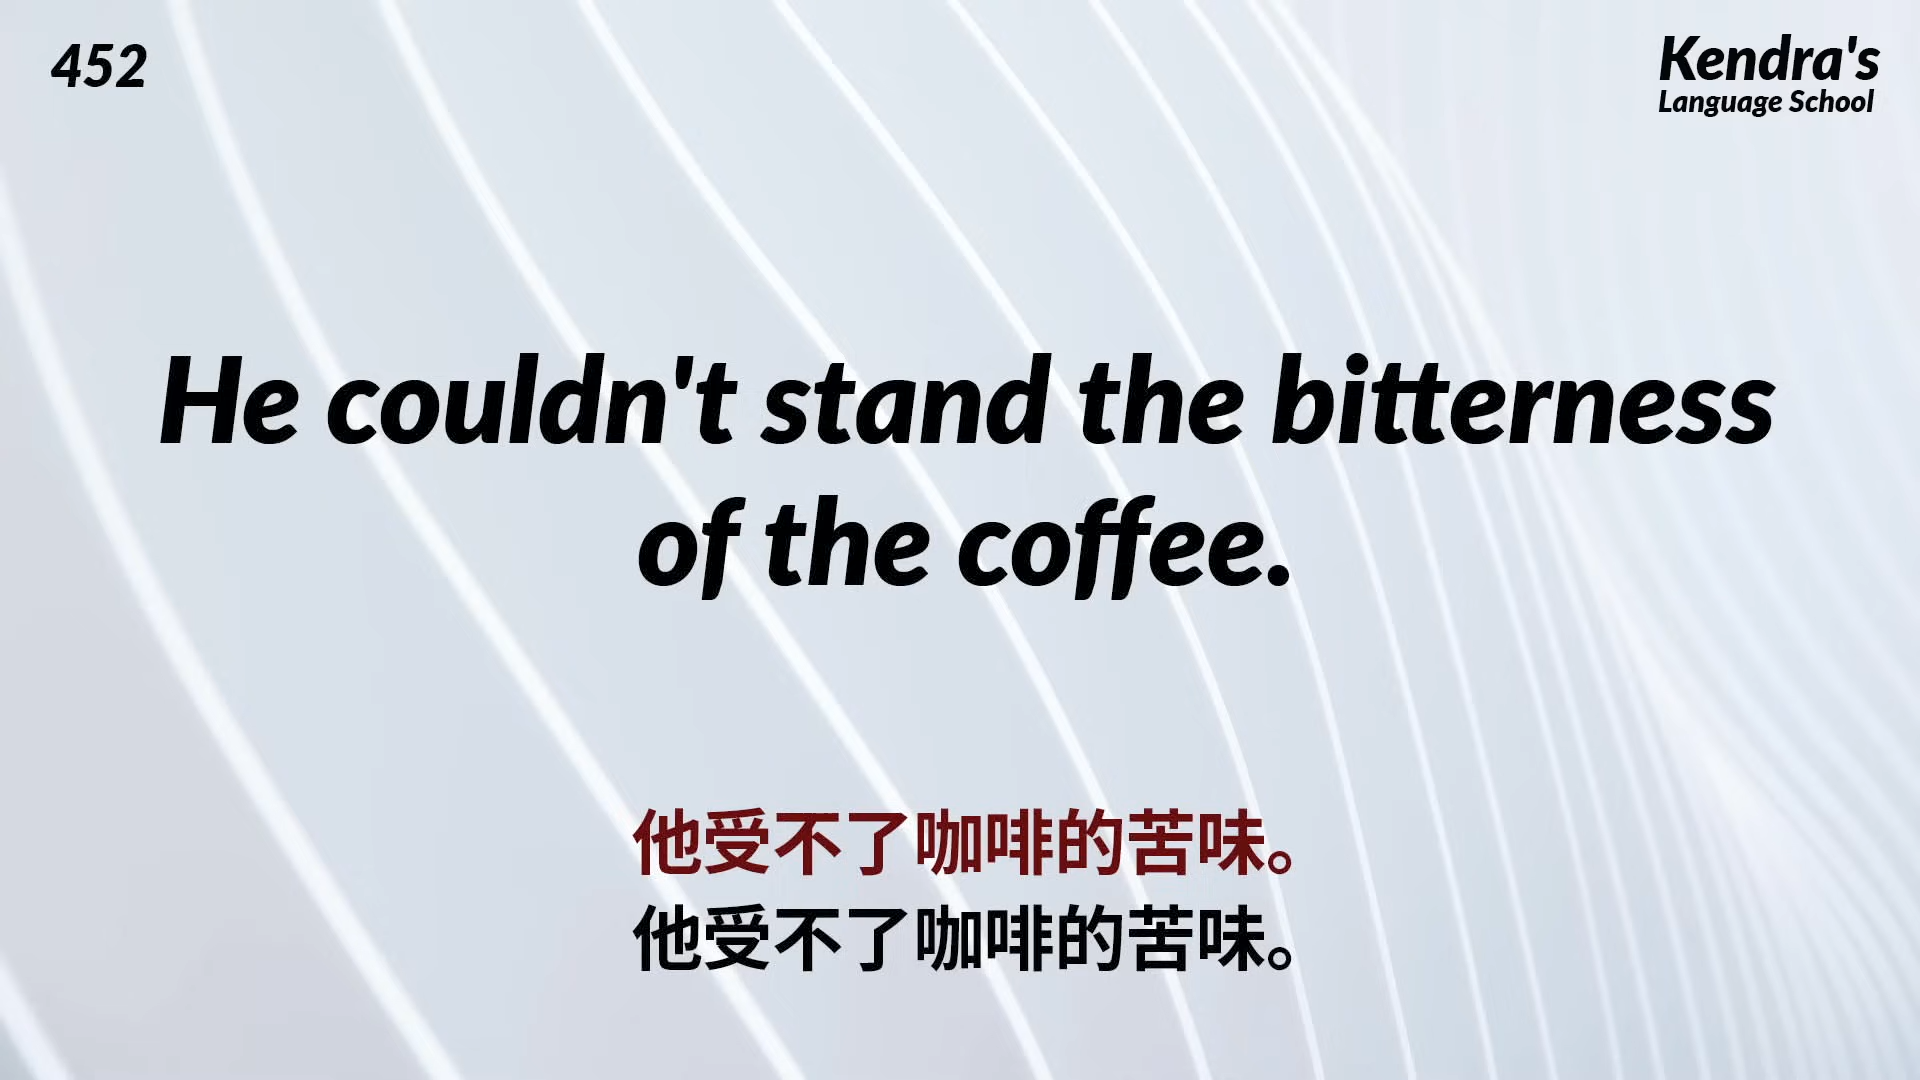 452
Kendra's
Language School
He couldn't stand the bitterness
of the coffee.
他受不了咖啡的苦味。
他受不了咖啡的苦味。